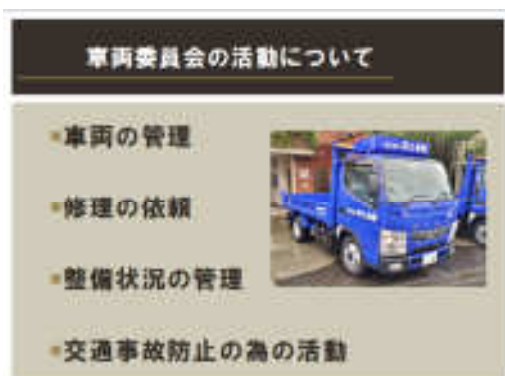 車両委員会の活動について
▪車両の管理
▪修理の依頼
▪整備状況の管理
▪交通事故防止の為の活動